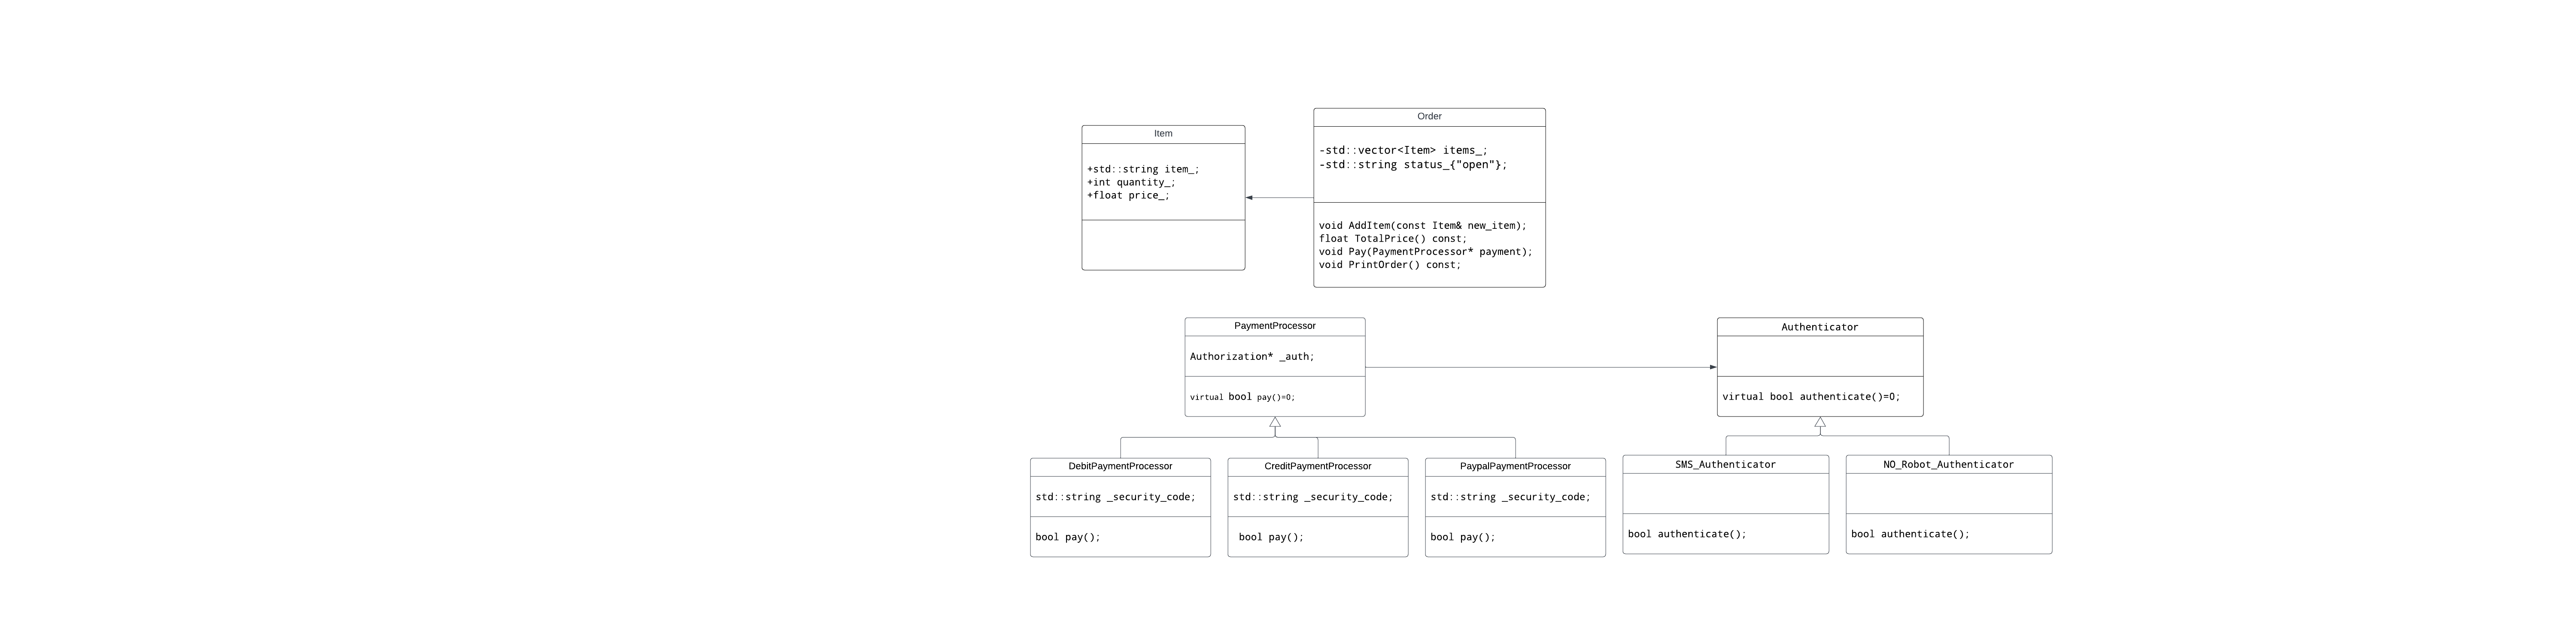 Item
+std::string item_;
+int quantity_;
+float price_;
Order
-std::vector<Item> items_;
-std::string status_{"open"};
void AddItem(const Item& new_item);
float TotalPrice() const;
void Pay(PaymentProcessor* payment);
void PrintOrder() const;
PaymentProcessor
Authorization* _auth;
virtual bool pay()=0;
Authenticator
virtual bool authenticate()=0;
DebitPaymentProcessor
std::string _security_code;
bool pay();
CreditPaymentProcessor
std::string _security_code;
bool pay();
PaypalPaymentProcessor
std::string _security_code;
bool pay();
SMS_Authenticator
bool authenticate();
NO_Robot_Authenticator
bool authenticate();